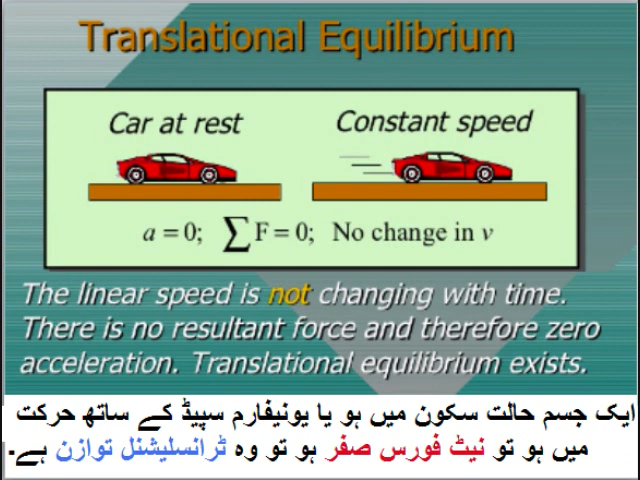 Translational Equilibrium
Car at rest
Constant speed
a = 0; ∑F = 0; No change in v
The linear speed is not changing with time.
There is no resultant force and therefore zero
acceleration. Translational equilibrium exists.
ایک جسم حالت سکون میں ہو یا یونیفارم سپیڈ کے ساتھ حرکت
میں ہو تو نیٹ فورس صفر ہو تو وہ ٹرانسلیشنل توازن ہے۔